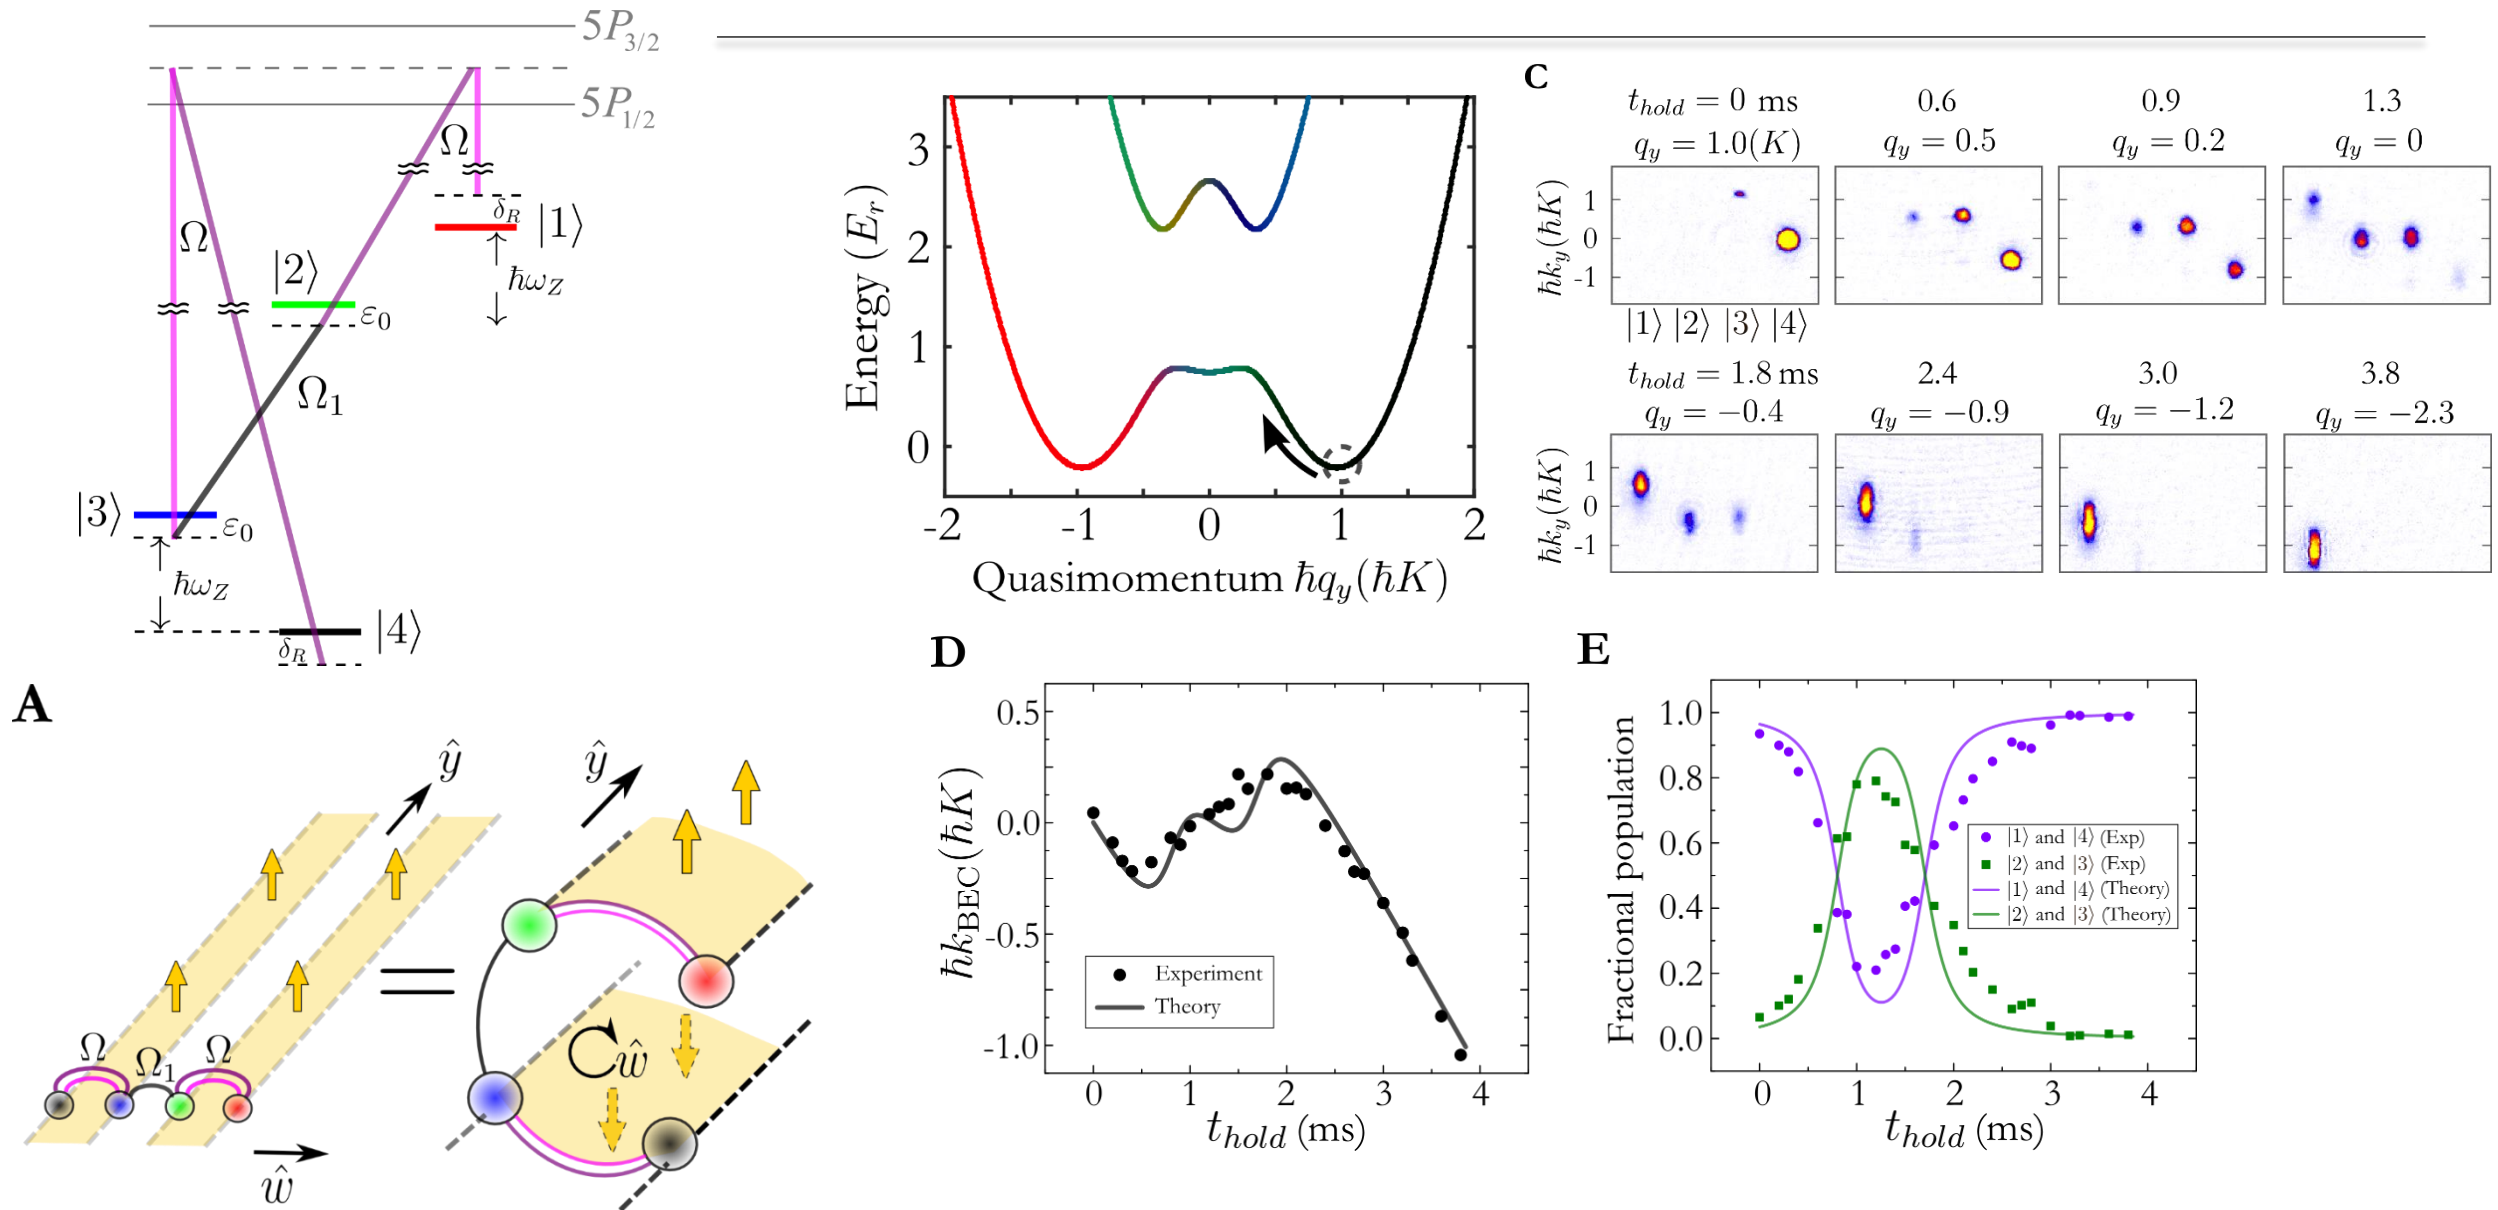 5P3/2
5P1/2
Ω
δR
|1⟩
Ω
|2⟩
ħωZ
ε0
Ω1
|3⟩
ε0
ħωZ
|4⟩
δR
Energy (Er)
3
2
1
0
-2 -1 0 1 2
Quasimomentum ħqy(ħK)
C
thold = 0 ms 0.6 0.9 1.3
qy = 1.0(K) qy = 0.5 qy = 0.2 qy = 0
ħky(ħK)
1
0
-1
|1⟩ |2⟩ |3⟩ |4⟩
thold = 1.8 ms 2.4 3.0 3.8
qy = −0.4 qy = −0.9 qy = −1.2 qy = −2.3
ħky(ħK)
1
0
-1
A
ŷ
ŷ
Ω Ω1 Ω
ŵ
ŵ
D
ħkBEC(ħK)
0.5
0.0
-0.5
-1.0
Experiment
Theory
0 1 2 3 4
thold (ms)
E
Fractional population
1.0
0.8
0.6
0.4
0.2
0.0
|1⟩ and |4⟩ (Exp)
|2⟩ and |3⟩ (Exp)
|1⟩ and |4⟩ (Theory)
|2⟩ and |3⟩ (Theory)
0 1 2 3 4
thold (ms)